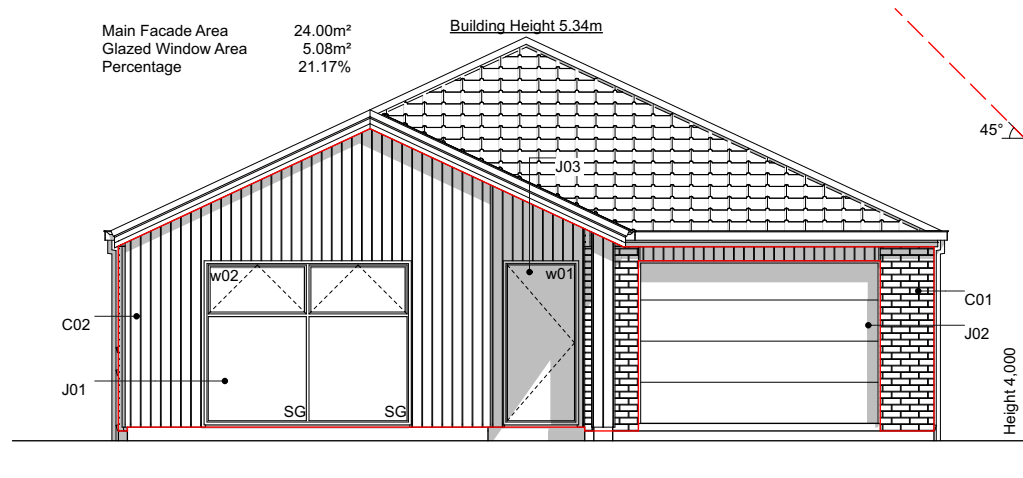 Main Facade Area 24.00m²
Glazed Window Area 5.08m²
Percentage 21.17%
Building Height 5.34m
45°
J03
w02
w01
C01
C02
J02
J01
SG
SG
Height 4,000